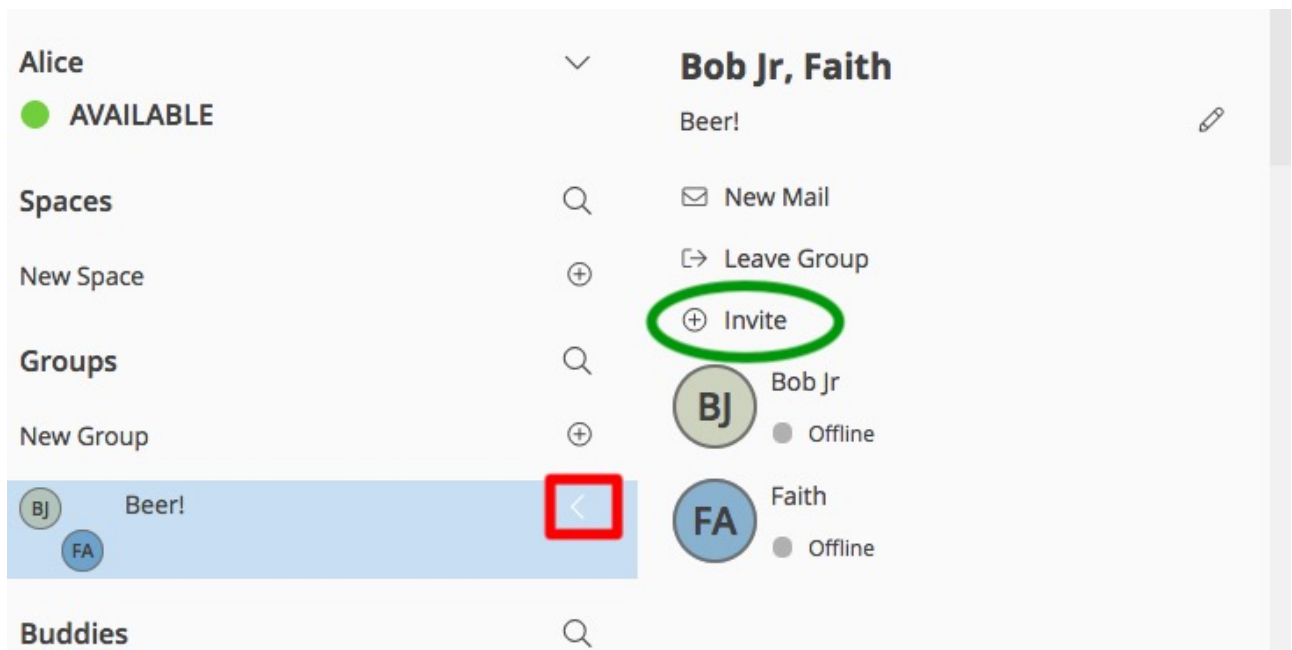 Alice
AVAILABLE
Spaces
New Space
Groups
New Group
BJ Beer!
FA
Buddies
Bob Jr, Faith
Beer!
New Mail
Leave Group
Invite
BJ
Bob Jr
Offline
FA
Faith
Offline